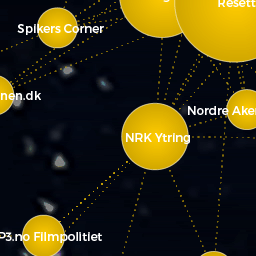 Resett
Spikers Corner
nen.dk
Nordre Aker
NRK Ytring
P3.no Filmpolitiet